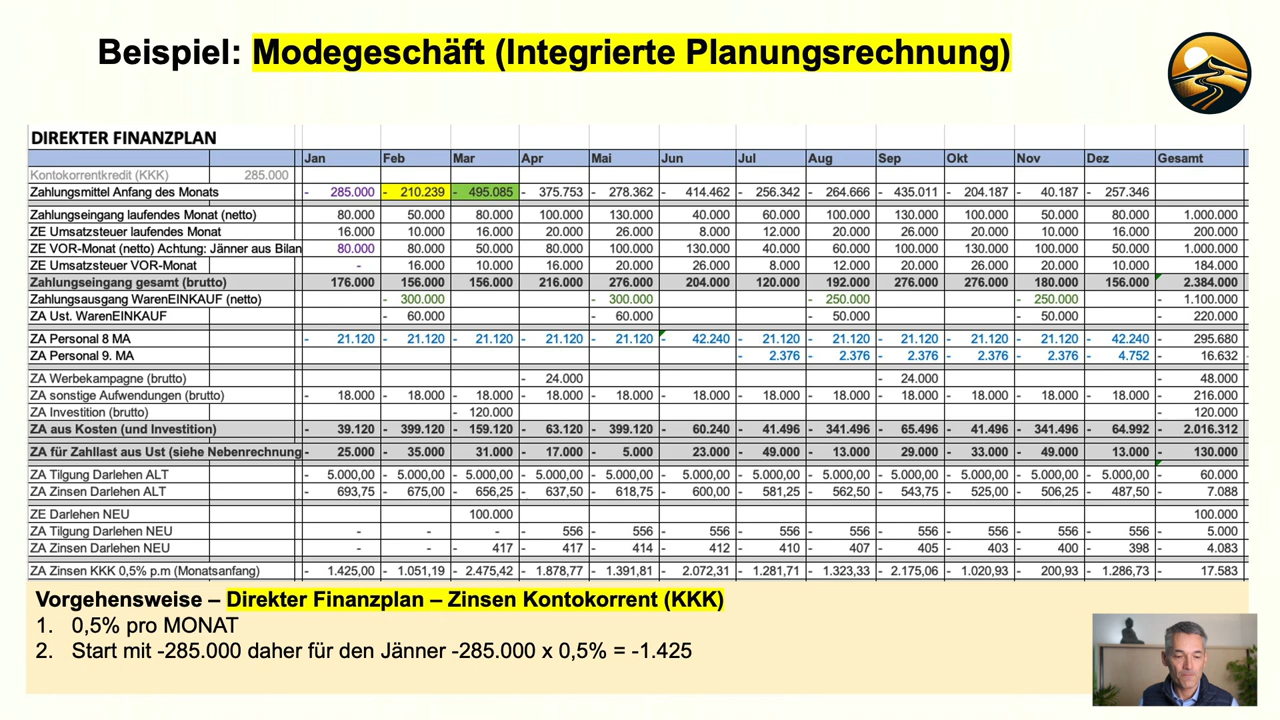 Beispiel: Modegeschäft (Integrierte Planungsrechnung)
DIREKTER FINANZPLAN
Jan Feb Mar Apr Mai Jun Jul Aug Sep Okt Nov Dez Gesamt
Kontokorrentkredit (KKK) 285.000
Zahlungsmittel Anfang des Monats - 285.000 - 210.239 - 495.085 - 375.753 - 278.362 - 414.462 - 256.342 - 264.666 - 435.011 - 204.187 - 40.187 - 257.346
Zahlungseingang laufendes Monat (netto) 80.000 50.000 80.000 100.000 130.000 40.000 60.000 100.000 130.000 100.000 50.000 80.000 1.000.000
ZE Umsatzsteuer laufendes Monat 16.000 10.000 16.000 20.000 26.000 8.000 12.000 20.000 26.000 20.000 10.000 16.000 200.000
ZE VOR-Monat (netto) Achtung: Jänner aus Bilan 80.000 80.000 50.000 80.000 100.000 130.000 40.000 60.000 100.000 130.000 100.000 50.000 1.000.000
ZE Umsatzsteuer VOR-Monat - 16.000 10.000 16.000 20.000 26.000 8.000 12.000 20.000 26.000 20.000 10.000 184.000
Zahlungseingang gesamt (brutto) 176.000 156.000 156.000 216.000 276.000 204.000 120.000 192.000 276.000 276.000 180.000 156.000 2.384.000
Zahlungsausgang WarenEINKAUF (netto) - 300.000 - 300.000 - 250.000 - 250.000 - 1.100.000
ZA Ust. WarenEINKAUF - 60.000 - 60.000 - 50.000 - 50.000 - 220.000
ZA Personal 8 MA - 21.120 - 21.120 - 21.120 - 21.120 - 21.120 - 42.240 - 21.120 - 21.120 - 21.120 - 21.120 - 21.120 - 42.240 - 295.680
ZA Personal 9. MA - 2.376 - 2.376 - 2.376 - 2.376 - 2.376 - 4.752 - 16.632 -
ZA Werbekampagne (brutto) - 24.000 - 24.000 - 48.000
ZA sonstige Aufwendungen (brutto) - 18.000 - 18.000 - 18.000 - 18.000 - 18.000 - 18.000 - 18.000 - 18.000 - 18.000 - 18.000 - 18.000 - 18.000 - 216.000
ZA Investition (brutto) - 120.000 - 120.000
ZA aus Kosten (und Investition) - 39.120 - 399.120 - 159.120 - 63.120 - 399.120 - 60.240 - 41.496 - 341.496 - 65.496 - 41.496 - 341.496 - 64.992 - 2.016.312
ZA für Zahllast aus Ust (siehe Nebenrechnung - 25.000 - 35.000 - 31.000 - 17.000 - 5.000 - 23.000 - 49.000 - 13.000 - 29.000 - 33.000 - 49.000 - 13.000 - 130.000
ZA Tilgung Darlehen ALT - 5.000,00 - 5.000,00 - 5.000,00 - 5.000,00 - 5.000,00 - 5.000,00 - 5.000,00 - 5.000,00 - 5.000,00 - 5.000,00 - 5.000,00 - 5.000,00 - 60.000
ZA Zinsen Darlehen ALT - 693,75 - 675,00 - 656,25 - 637,50 - 618,75 - 600,00 - 581,25 - 562,50 - 543,75 - 525,00 - 506,25 - 487,50 - 7.088
ZE Darlehen NEU 100.000 100.000
ZA Tilgung Darlehen NEU - - - - 556 - 556 - 556 - 556 - 556 - 556 - 556 - 556 - 556 - 5.000
ZA Zinsen Darlehen NEU - - - 417 - 417 - 414 - 412 - 410 - 407 - 405 - 403 - 400 - 398 - 4.083
ZA Zinsen KKK 0,5% p.m (Monatsanfang) - 1.425,00 - 1.051,19 - 2.475,42 - 1.878,77 - 1.391,81 - 2.072,31 - 1.281,71 - 1.323,33 - 2.175,06 - 1.020,93 - 200,93 - 1.286,73 - 17.583
Vorgehensweise – Direkter Finanzplan – Zinsen Kontokorrent (KKK)
1. 0,5% pro MONAT
2. Start mit -285.000 daher für den Jänner -285.000 x 0,5% = -1.425